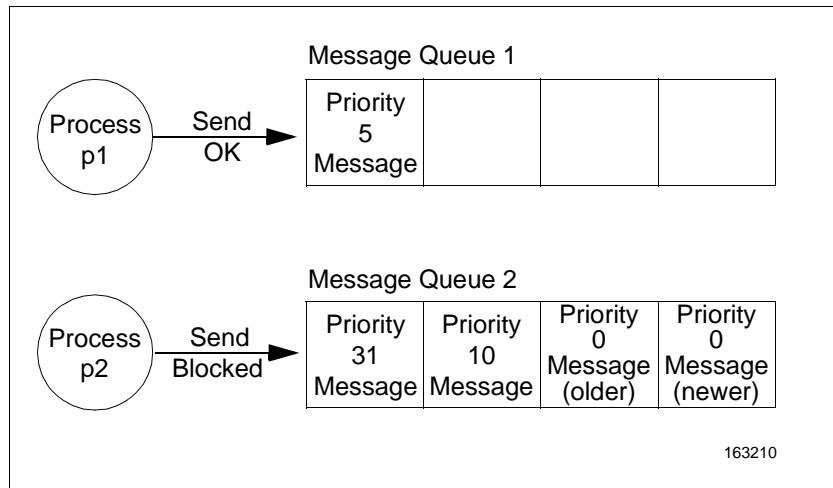 Message Queue 1
Process
p1
Send
OK
Priority
5
Message
Message Queue 2
Process
p2
Send
Blocked
Priority
31
Message
Priority
10
Message
Priority
0
Message
(older)
Priority
0
Message
(newer)
163210